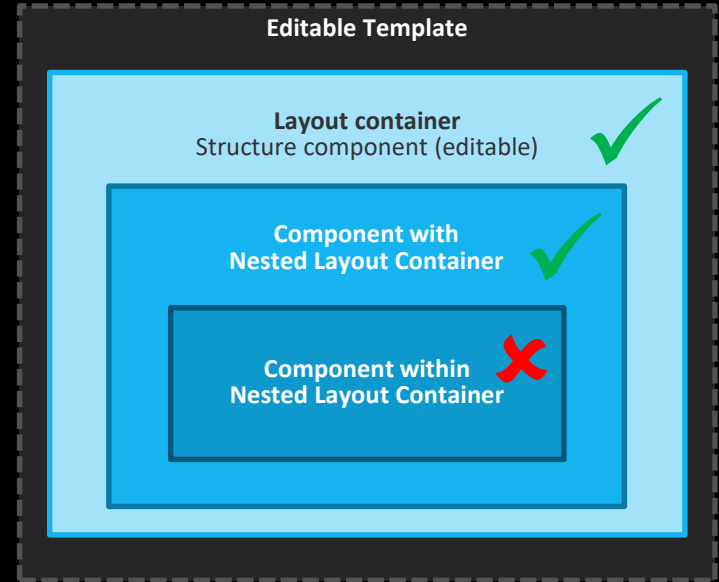 Editable Template
Layout container
Structure component (editable)
Component with
Nested Layout Container
Component within
Nested Layout Container